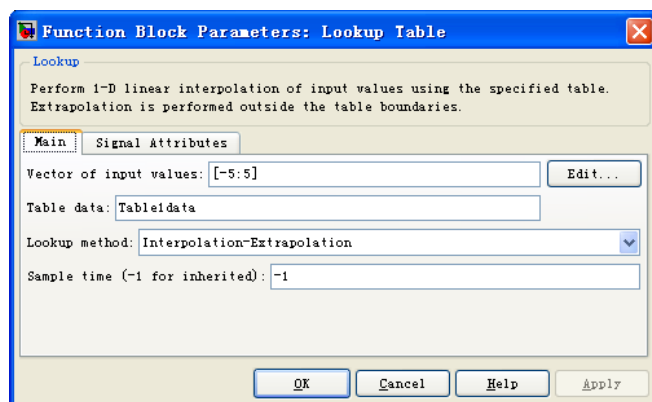 Function Block Parameters: Lookup Table
Lookup
Perform 1-D linear interpolation of input values using the specified table.
Extrapolation is performed outside the table boundaries.
Main Signal Attributes
Vector of input values: [-5:5] Edit...
Table data: Table1data
Lookup method: Interpolation-Extrapolation
Sample time (-1 for inherited): -1
OK Cancel Help Apply